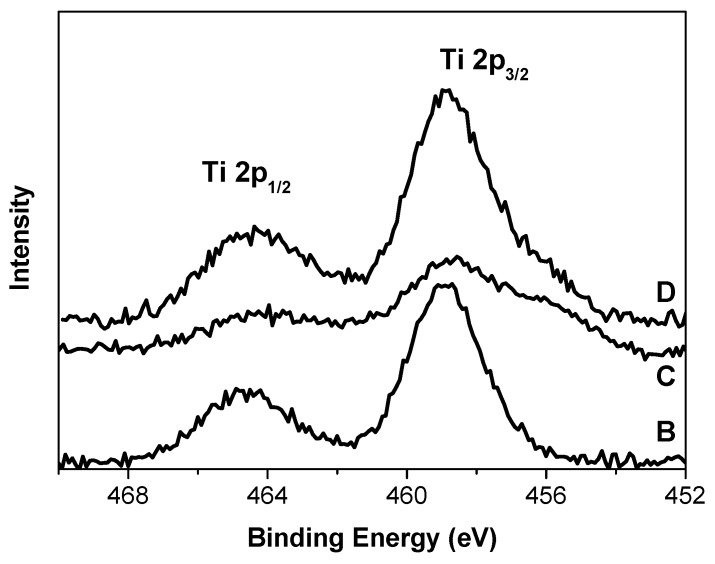 Ti 2p3/2
Ti 2p1/2
Intensity
D
C
B
468 464 460 456 452
Binding Energy (eV)